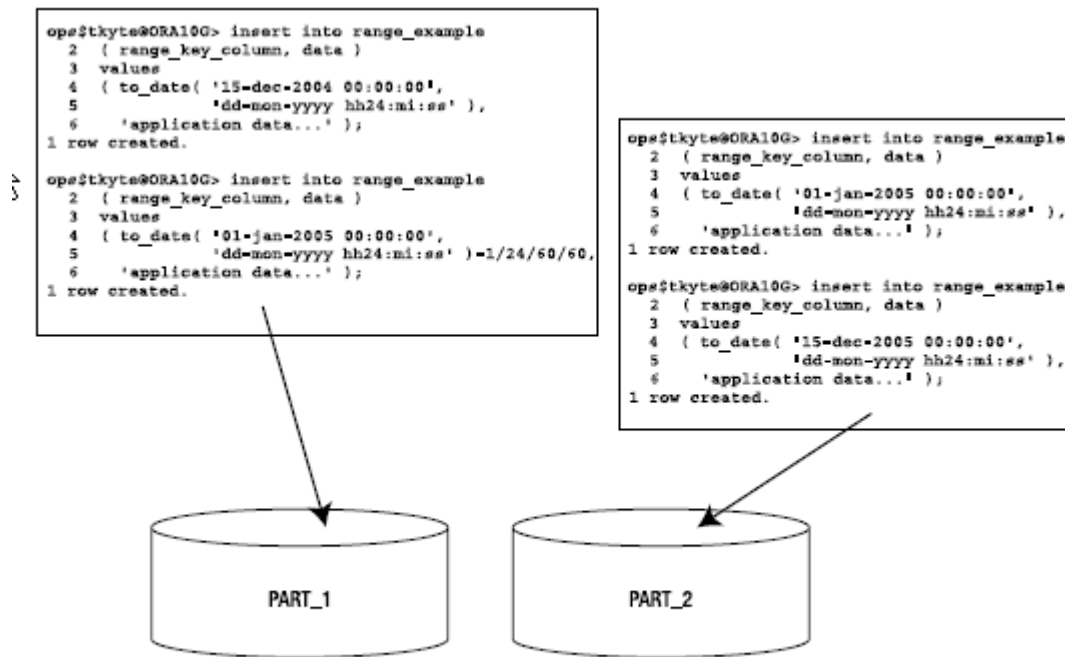 ops$tkyte@ORA10G> insert into range_example
2 ( range_key_column, data )
3 values
4 ( to_date( '15-dec-2004 00:00:00',
5 'dd-mon-yyyy hh24:mi:ss' ),
6 'application data...' );
1 row created.
ops$tkyte@ORA10G> insert into range_example
2 ( range_key_column, data )
3 values
4 ( to_date( '01-jan-2005 00:00:00',
5 'dd-mon-yyyy hh24:mi:ss' )-1/24/60/60,
6 'application data...' );
1 row created.
ops$tkyte@ORA10G> insert into range_example
2 ( range_key_column, data )
3 values
4 ( to_date( '01-jan-2005 00:00:00',
5 'dd-mon-yyyy hh24:mi:ss' ),
6 'application data...' );
1 row created.
ops$tkyte@ORA10G> insert into range_example
2 ( range_key_column, data )
3 values
4 ( to_date( '15-dec-2005 00:00:00',
5 'dd-mon-yyyy hh24:mi:ss' ),
6 'application data...' );
1 row created.
PART_1
PART_2